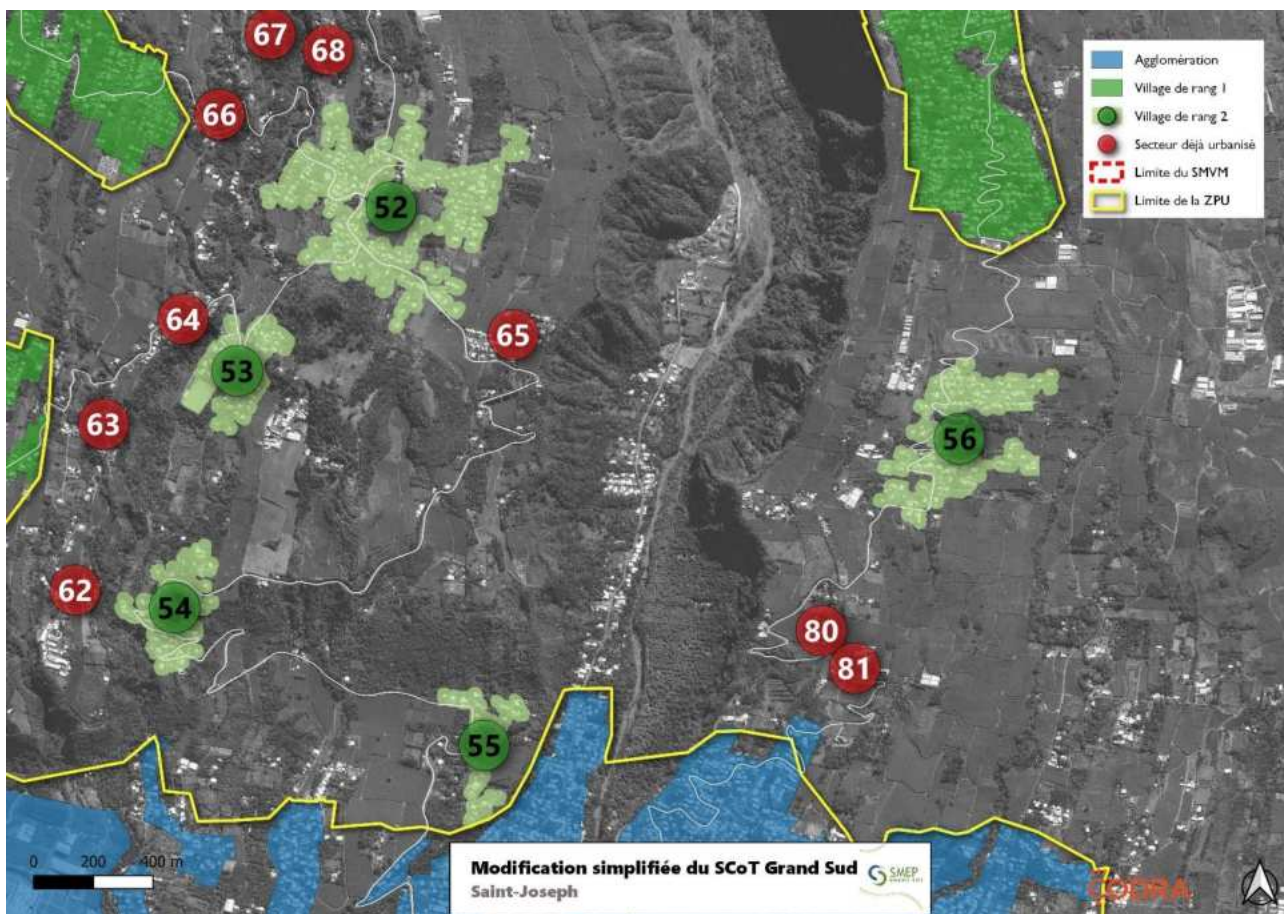 67
68
66
52
64
65
53
63
56
62
54
80
81
55
Agglomération
Village de rang 1
Village de rang 2
Secteur déjà urbanisé
Limite du SMVM
Limite de la ZPU
0 200 400 m
Modification simplifiée du SCoT Grand Sud
Saint-Joseph
SMEP
CODRA